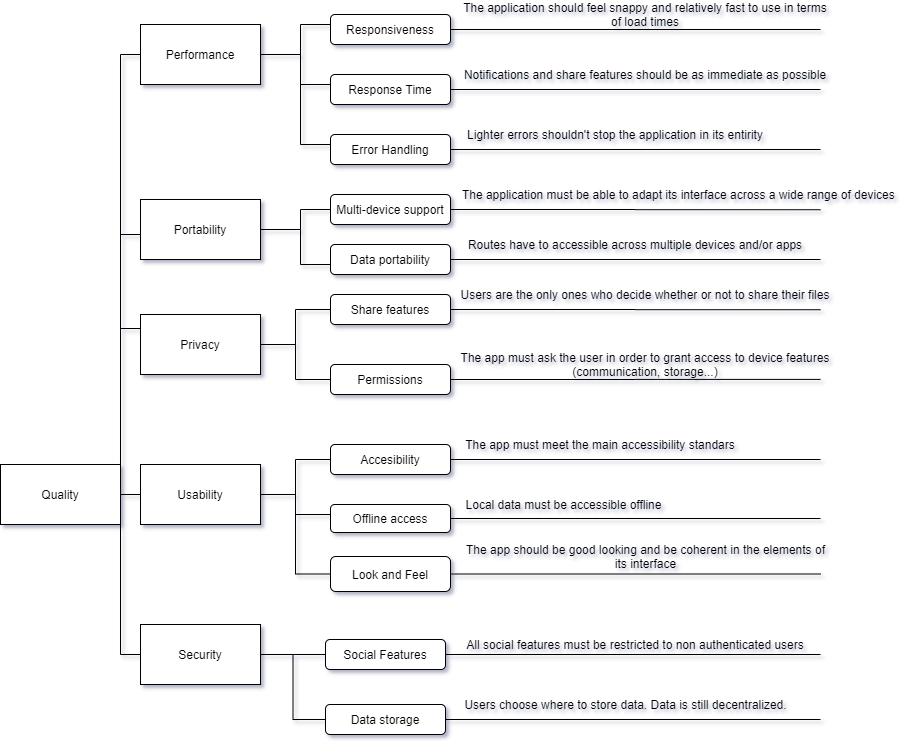 Quality
Performance
Responsiveness
The application should feel snappy and relatively fast to use in terms
of load times
Response Time
Notifications and share features should be as immediate as possible
Error Handling
Lighter errors shouldn't stop the application in its entirity
Portability
Multi-device support
The application must be able to adapt its interface across a wide range of devices
Data portability
Routes have to accessible across multiple devices and/or apps
Privacy
Share features
Users are the only ones who decide whether or not to share their files
Permissions
The app must ask the user in order to grant access to device features
(communication, storage...)
Usability
Accesibility
The app must meet the main accessibility standars
Offline access
Local data must be accessible offline
Look and Feel
The app should be good looking and be coherent in the elements of
its interface
Security
Social Features
All social features must be restricted to non authenticated users
Data storage
Users choose where to store data. Data is still decentralized.